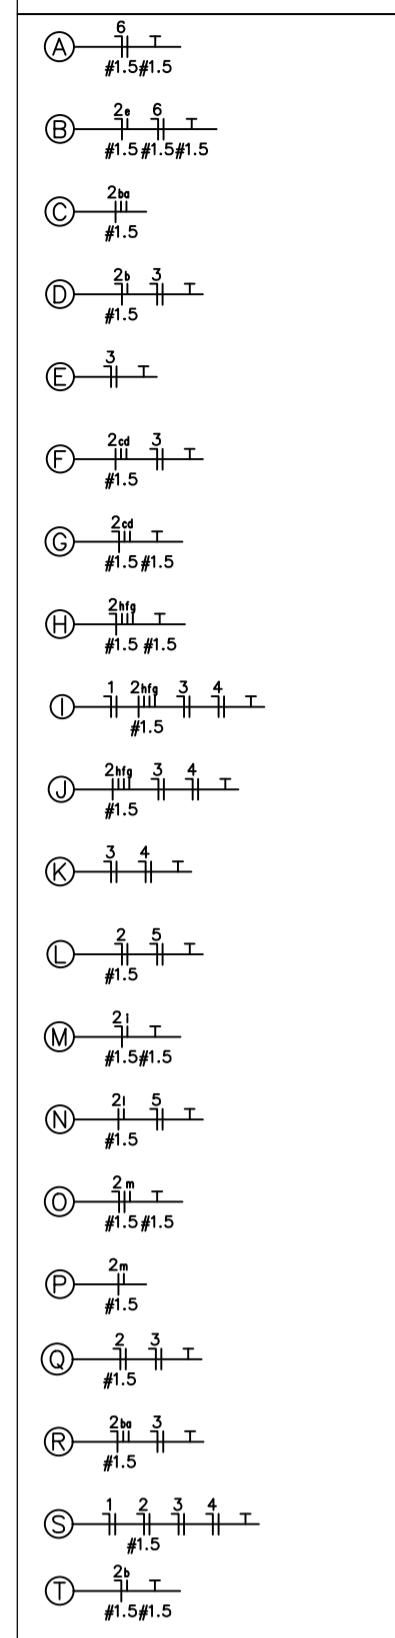 6
A T
#1.5#1.5
2e 6
B T
#1.5#1.5#1.5
2ba
C
#1.5
2b 3
D T
#1.5
3
E T
2cd 3
F T
#1.5
2cd
G T
#1.5#1.5
2hfg
H T
#1.5 #1.5
1 2hfg 3 4
I T
#1.5
2hfg 3 4
J T
#1.5
3 4
K T
2 5
L T
#1.5
2i
M T
#1.5#1.5
2i 5
N T
#1.5
2m
O T
#1.5#1.5
2m
P
#1.5
2 3
Q T
#1.5
2ba 3
R T
#1.5
1 2 3 4
S T
#1.5
2b
T T
#1.5#1.5